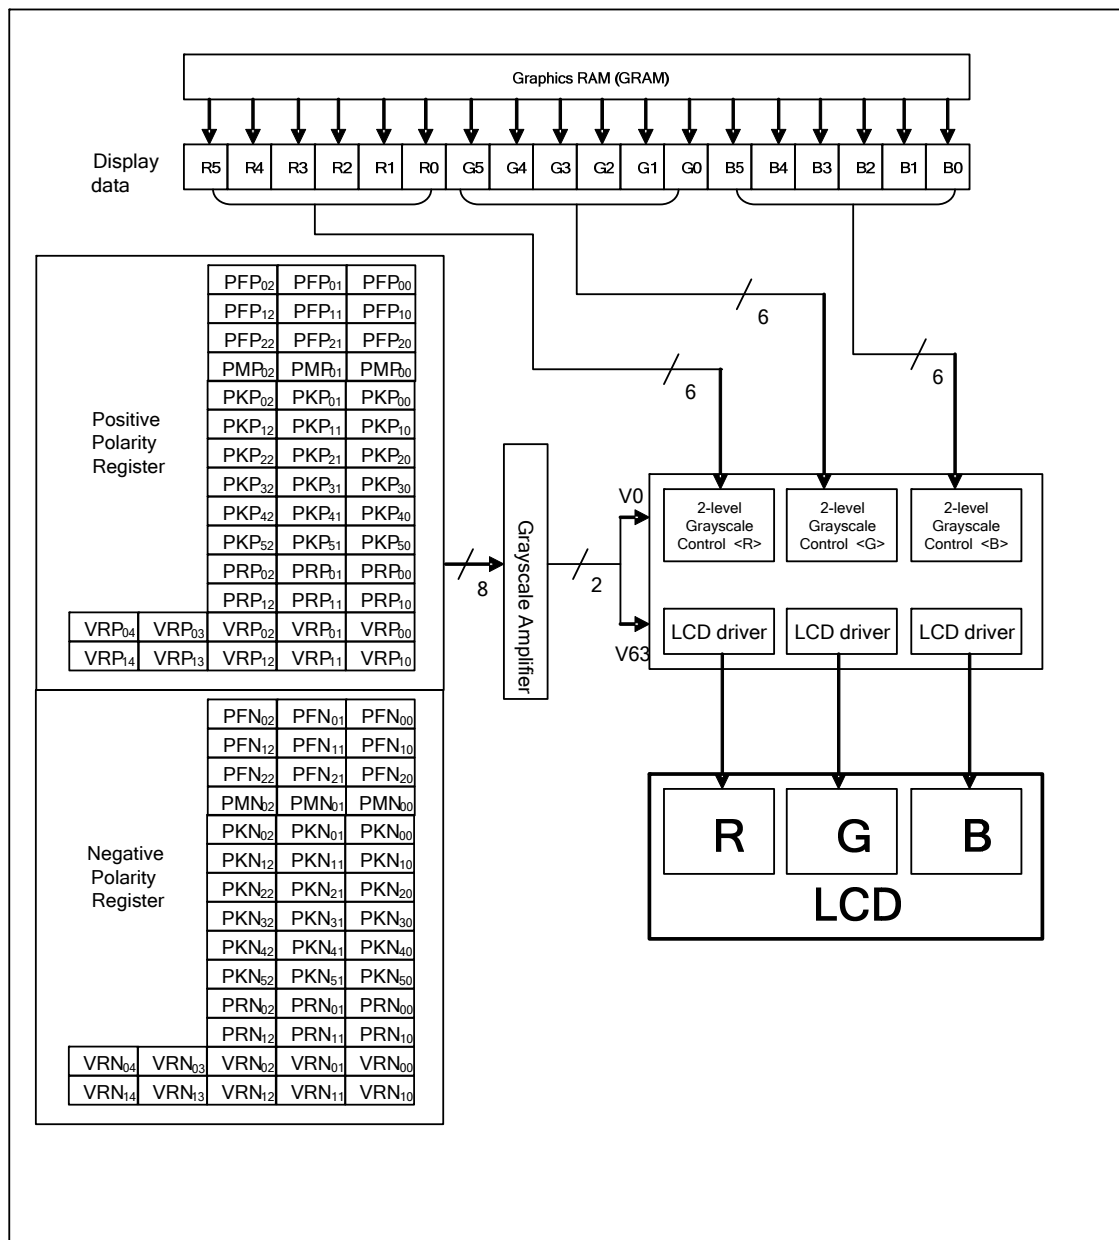 Graphics RAM (GRAM)
Display data
R5 R4 R3 R2 R1 R0 G5 G4 G3 G2 G1 G0 B5 B4 B3 B2 B1 B0
6
6
6
Positive
Polarity
Register
PFP02 PFP01 PFP00
PFP12 PFP11 PFP10
PFP22 PFP21 PFP20
PMP02 PMP01 PMP00
PKP02 PKP01 PKP00
PKP12 PKP11 PKP10
PKP22 PKP21 PKP20
PKP32 PKP31 PKP30
PKP42 PKP41 PKP40
PKP52 PKP51 PKP50
PRP02 PRP01 PRP00
PRP12 PRP11 PRP10
VRP04 VRP03 VRP02 VRP01 VRP00
VRP14 VRP13 VRP12 VRP11 VRP10
8
Grayscale Amplifier
2
V0
V63
2-level
Grayscale
Control <R>
2-level
Grayscale
Control <G>
2-level
Grayscale
Control <B>
LCD driver LCD driver LCD driver
Negative
Polarity
Register
PFN02 PFN01 PFN00
PFN12 PFN11 PFN10
PFN22 PFN21 PFN20
PMN02 PMN01 PMN00
PKN02 PKN01 PKN00
PKN12 PKN11 PKN10
PKN22 PKN21 PKN20
PKN32 PKN31 PKN30
PKN42 PKN41 PKN40
PKN52 PKN51 PKN50
PRN02 PRN01 PRN00
PRN12 PRN11 PRN10
VRN04 VRN03 VRN02 VRN01 VRN00
VRN14 VRN13 VRN12 VRN11 VRN10
R G B
LCD